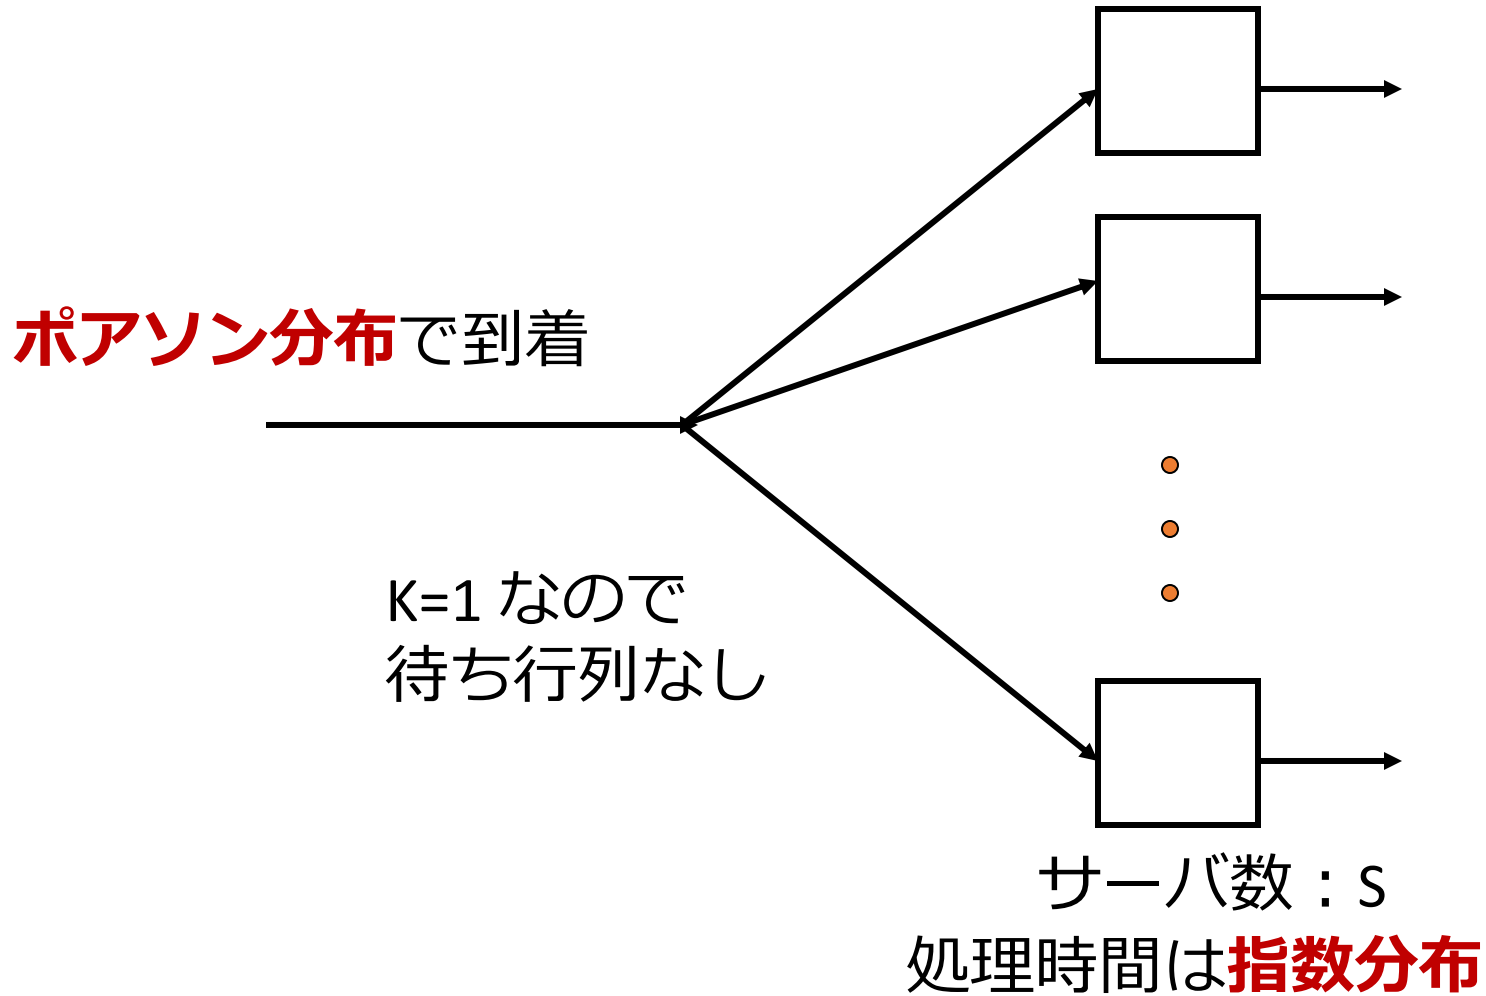 ポアソン分布で到着
K=1 なので
待ち行列なし
サーバ数：S
処理時間は指数分布